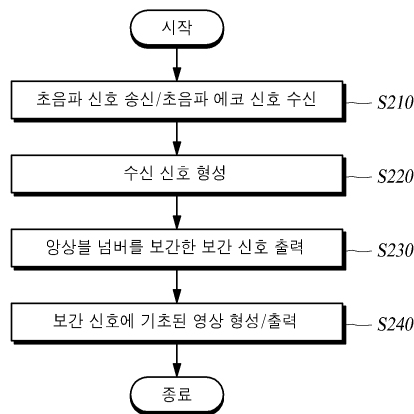 시작
초음파 신호 송신/초음파 에코 신호 수신
S210
수신 신호 형성
S220
앙상블 넘버를 보간한 보간 신호 출력
S230
보간 신호에 기초된 영상 형성/출력
S240
종료